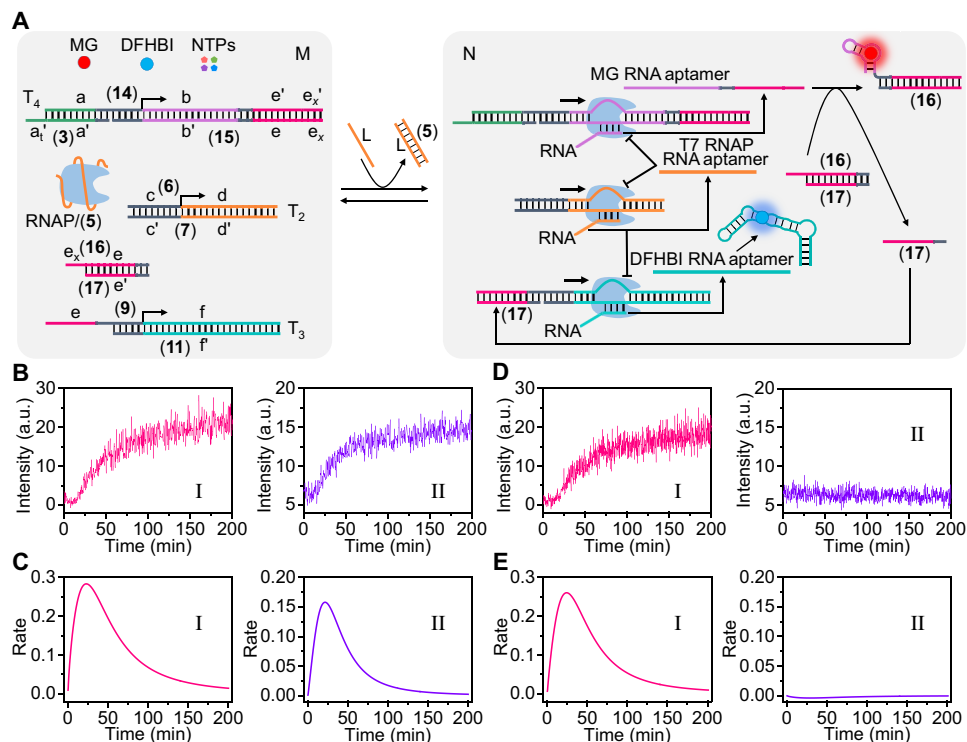 A
MG DFHBI NTPs M
T4 a (14) b e' ex'
at' (3) a' b' (15) e ex
RNAP/(5)
(6)
c d
T2
c' (7) d'
ex (16) e
(17) e'
(9)
e f
T3
(11) f'
L L (5)
N
MG RNA aptamer
(16)
RNA
T7 RNAP
RNA aptamer
(16)
(17)
RNA
DFHBI RNA aptamer
(17)
(17)
RNA
B
30
20
10
0
Intensity (a.u.)
I
0 50 100 150 200
Time (min)
20
15
10
5
Intensity (a.u.)
II
0 50 100 150 200
Time (min)
D
30
20
10
0
Intensity (a.u.)
I
0 50 100 150 200
Time (min)
20
15
10
5
Intensity (a.u.)
II
0 50 100 150 200
Time (min)
C
0.3
0.2
0.1
0.0
Rate
I
0 50 100 150 200
Time (min)
0.20
0.15
0.10
0.05
0.00
Rate
II
0 50 100 150 200
Time (min)
E
0.3
0.2
0.1
0.0
Rate
I
0 50 100 150 200
Time (min)
0.20
0.15
0.10
0.05
0.00
Rate
II
0 50 100 150 200
Time (min)